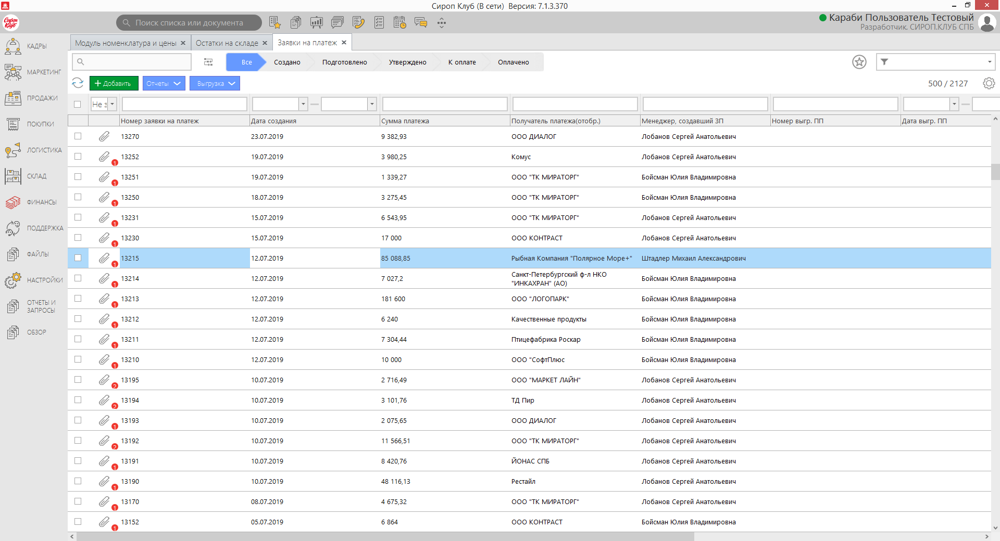 Сироп Клуб (В сети) Версия: 7.1.3.370
Сироп Клуб
Поиск списка или документа
Караби Пользователь Тестовый
Разработчик. СИРОП.КЛУБ СПБ
КАДРЫ
МАРКЕТИНГ
ПРОДАЖИ
ПОКУПКИ
ЛОГИСТИКА
СКЛАД
ФИНАНСЫ
ПОДДЕРЖКА
ФАЙЛЫ
НАСТРОЙКИ
ОТЧЕТЫ И
ЗАПРОСЫ
ОБЗОР
Модуль номенклатура и цены Остатки на складе Заявки на платеж
Все Создано Подготовлено Утверждено К оплате Оплачено
Добавить Отчеты Выгрузка 500 / 2127
Не з
Номер заявки на платеж Дата создания Сумма платежа Получатель платежа(отобр.) Менеджер, создавший ЗП Номер выгр. ПП Дата выгр. ПП
13270 23.07.2019 9 382,93 ООО ДИАЛОГ Лобанов Сергей Анатольевич
1 13252 19.07.2019 3 980,25 Комус Лобанов Сергей Анатольевич
1 13251 19.07.2019 1 339,27 ООО "ТК МИРАТОРГ" Бойсман Юлия Владимировна
1 13250 18.07.2019 3 275,45 ООО "ТК МИРАТОРГ" Бойсман Юлия Владимировна
1 13231 15.07.2019 6 543,95 ООО "ТК МИРАТОРГ" Лобанов Сергей Анатольевич
1 13230 15.07.2019 17 000 ООО КОНТРАСТ Лобанов Сергей Анатольевич
1 13215 12.07.2019 85 088,85 Рыбная Компания "Полярное Море+" Штадлер Михаил Александрович
1 13214 12.07.2019 7 027,2 Санкт-Петербургский ф-л НКО
"ИНКАХРАН" (АО) Бойсман Юлия Владимировна
1 13213 12.07.2019 181 600 ООО "ЛОГОПАРК" Бойсман Юлия Владимировна
1 13212 12.07.2019 6 240 Качественные продукты Бойсман Юлия Владимировна
1 13211 12.07.2019 7 304,44 Птицефабрика Роскар Бойсман Юлия Владимировна
1 13210 12.07.2019 10 000 ООО "СофтПлюс Бойсман Юлия Владимировна
2 13195 10.07.2019 2 716,49 ООО "МАРКЕТ ЛАЙН" Лобанов Сергей Анатольевич
2 13194 10.07.2019 3 101,76 ТД Пир Лобанов Сергей Анатольевич
1 13193 10.07.2019 2 075,65 ООО ДИАЛОГ Лобанов Сергей Анатольевич
2 13192 10.07.2019 11 566,51 ООО "ТК МИРАТОРГ" Лобанов Сергей Анатольевич
1 13191 10.07.2019 8 420,76 ЙОНАС СПБ Лобанов Сергей Анатольевич
1 13190 10.07.2019 48 116,13 Рестайл Лобанов Сергей Анатольевич
1 13170 08.07.2019 4 675,32 ООО "ТК МИРАТОРГ" Лобанов Сергей Анатольевич
1 13152 05.07.2019 6 864 ООО КОНТРАСТ Бойсман Юлия Владимировна